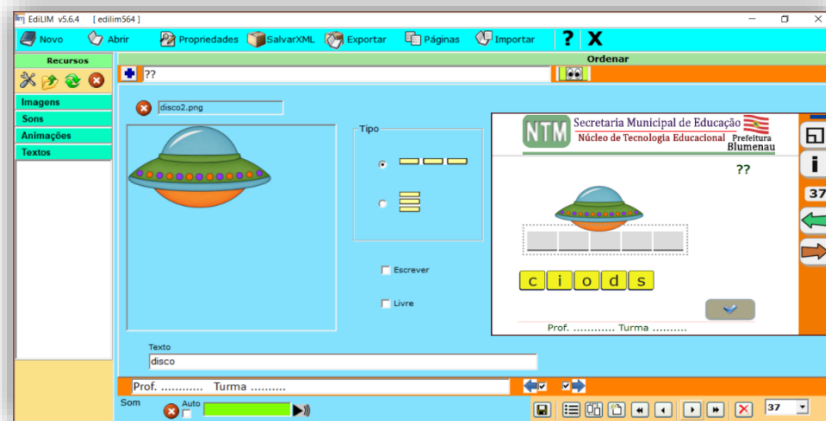 EdiLIM v5.6.4 [ edilim564 ]
Novo Abrir Propriedades SalvarXML Exportar Páginas Importar ? X
Recursos
Ordenar
??
Imagens
Sons
Animações
Textos
disco2.png
Tipo
Escrever
Livre
Texto
disco
NTM Secretaria Municipal de Educação
Núcleo de Tecnologia Educacional Prefeitura
Blumenau
??
c i o d s
Prof. ............ Turma ..........
i
37
Prof. ........... Turma ..........
Som Auto
37